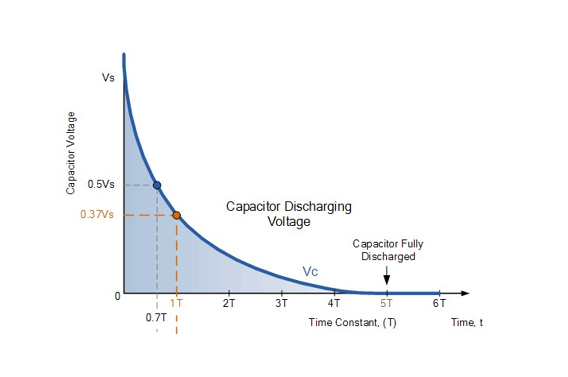 Vs
Capacitor Voltage
0.5Vs
0.37Vs
Capacitor Discharging
Voltage
Capacitor Fully
Discharged
Vc
0
1T
2T
3T
4T
5T
6T
0.7T
Time Constant, (T)
Time, t